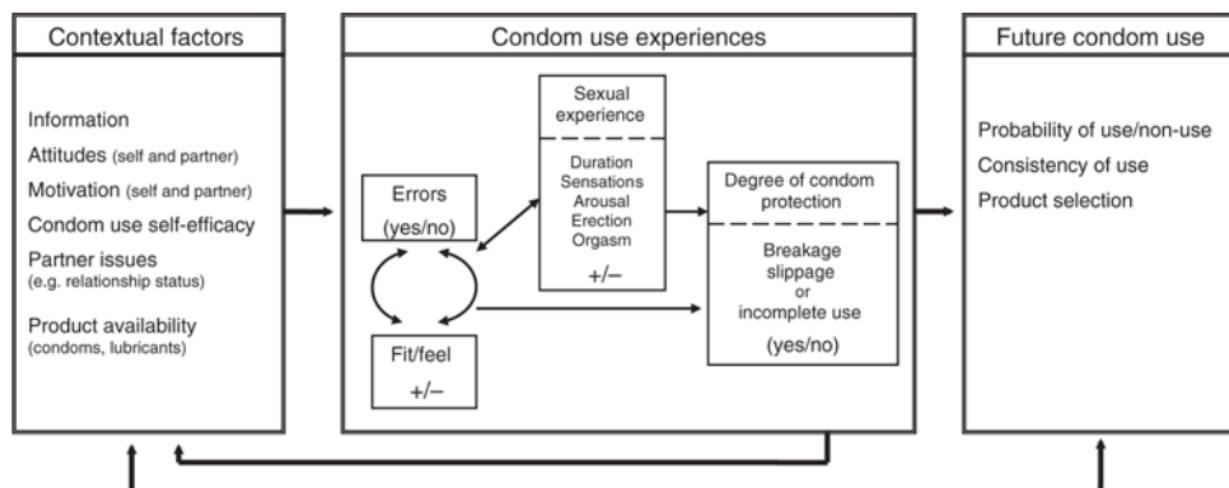 Contextual factors
Information
Attitudes (self and partner)
Motivation (self and partner)
Condom use self-efficacy
Partner issues
(e.g. relationship status)
Product availability
(condoms, lubricants)
Condom use experiences
Errors
(yes/no)
Fit/feel
+/−
Sexual
experience
Duration
Sensations
Arousal
Erection
Orgasm
+/−
Degree of condom
protection
Breakage
slippage
or
incomplete use
(yes/no)
Future condom use
Probability of use/non-use
Consistency of use
Product selection